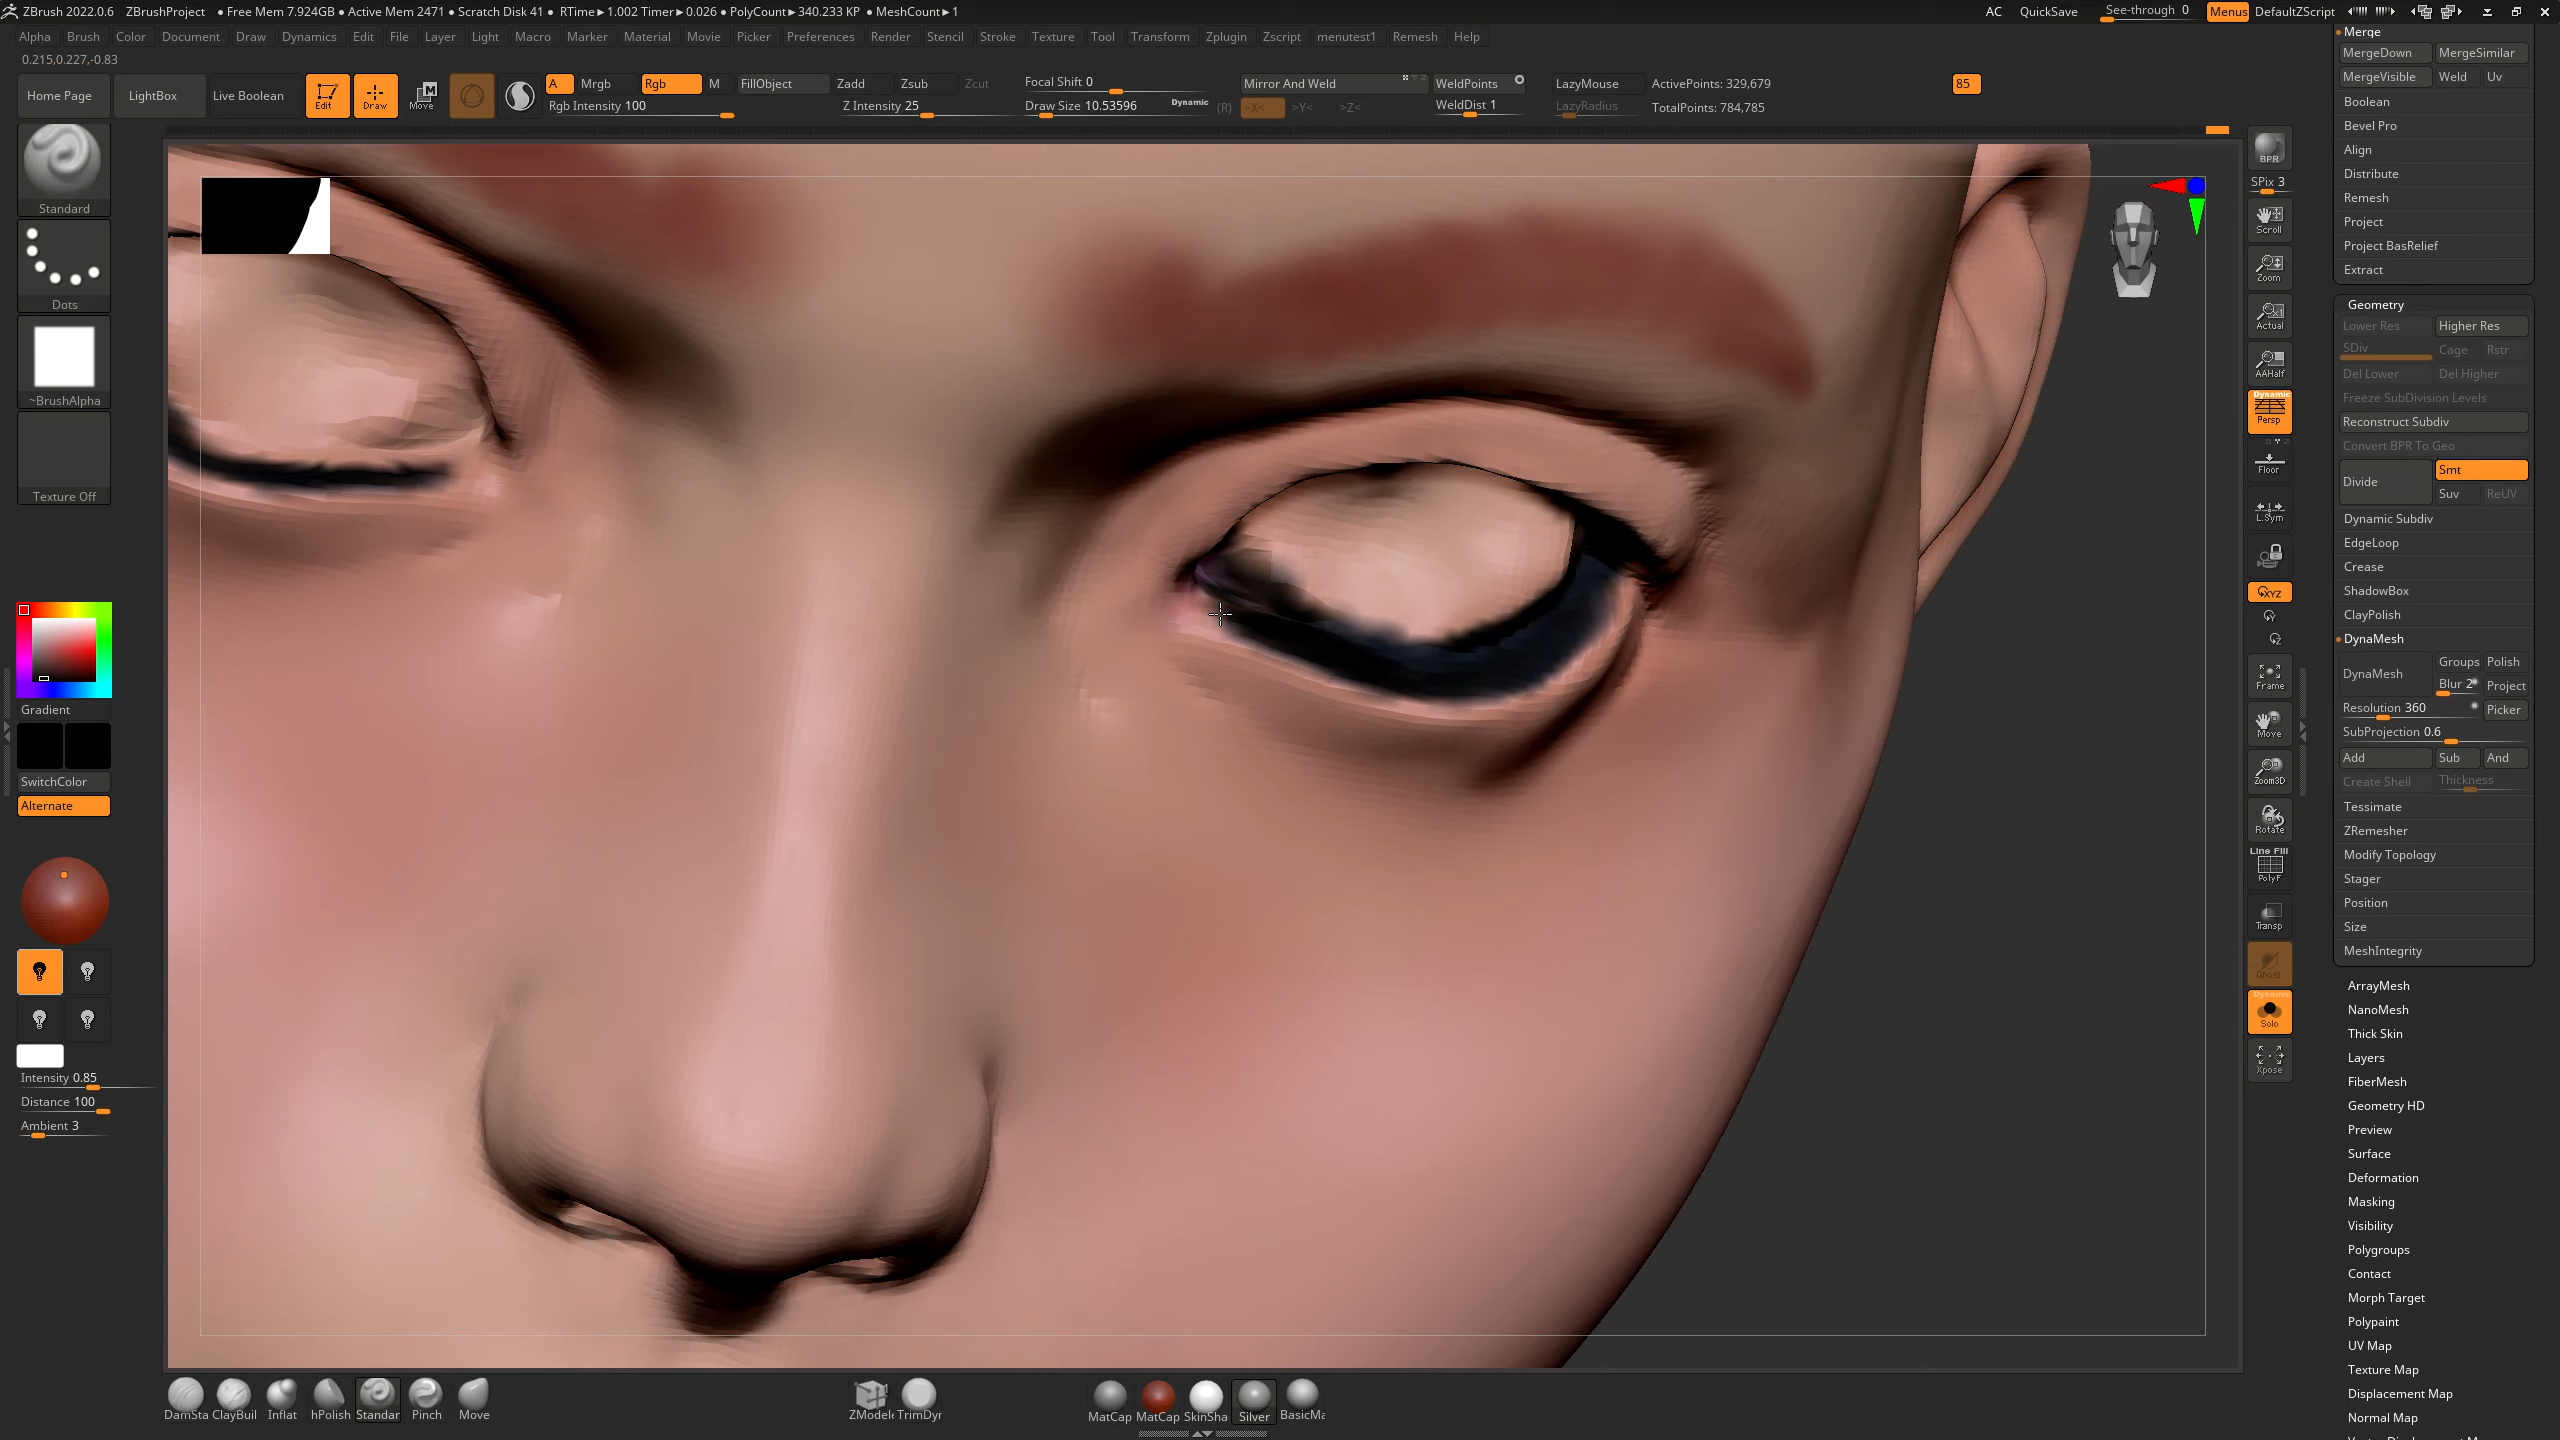 ZBrush 2022.0.6 ZBrushProject • Free Mem 7.924GB • Active Mem 2471 • Scratch Disk 41 • RTime►1.002 Timer►0.026 • PolyCount►340.233 KP • MeshCount►1 AC QuickSave See-through 0 Menus DefaultZScript
Alpha Brush Color Document Draw Dynamics Edit File Layer Light Macro Marker Material Movie Picker Preferences Render Stencil Stroke Texture Tool Transform Zplugin Zscript menutest1 Remesh Help
0.215,0.227,-0.83
Home Page LightBox Live Boolean Edit Draw Move
A Mrgb Rgb M FillObject Zadd Zsub Zcut Focal Shift 0 Mirror And Weld WeldPoints LazyMouse ActivePoints: 329,679 85
Rgb Intensity 100 Z Intensity 25 Draw Size 10.53596 Dynamic (R) >X< >Y< >Z< WeldDist 1 LazyRadius TotalPoints: 784,785
Standard
Dots
~BrushAlpha
Texture Off
Gradient
SwitchColor
Alternate
Intensity 0.85
Distance 100
Ambient 3
DamSta ClayBuil Inflat hPolish Standar Pinch Move ZModele TrimDyr MatCap MatCap SkinSha Silver BasicMa
BPR
SPix 3
Scroll
Zoom
Actual
AAHalf
Dynamic
Persp
Floor
L.Sym
XYZ
Y
Z
Frame
Move
Zoom3D
Rotate
Line Fill
PolyF
Transp
Ghost
Dynamic
Solo
Xpose
Merge
MergeDown MergeSimilar
MergeVisible Weld Uv
Boolean
Bevel Pro
Align
Distribute
Remesh
Project
Project BasRelief
Extract
Geometry
Lower Res Higher Res
SDiv Cage Rstr
Del Lower Del Higher
Freeze SubDivision Levels
Reconstruct Subdiv
Convert BPR To Geo
Divide Smt
Suv ReUV
Dynamic Subdiv
EdgeLoop
Crease
ShadowBox
ClayPolish
DynaMesh
DynaMesh Groups Polish
Blur 2 Project
Resolution 360 Picker
SubProjection 0.6
Add Sub And
Create Shell Thickness
Tessimate
ZRemesher
Modify Topology
Stager
Position
Size
MeshIntegrity
ArrayMesh
NanoMesh
Thick Skin
Layers
FiberMesh
Geometry HD
Preview
Surface
Deformation
Masking
Visibility
Polygroups
Contact
Morph Target
Polypaint
UV Map
Texture Map
Displacement Map
Normal Map